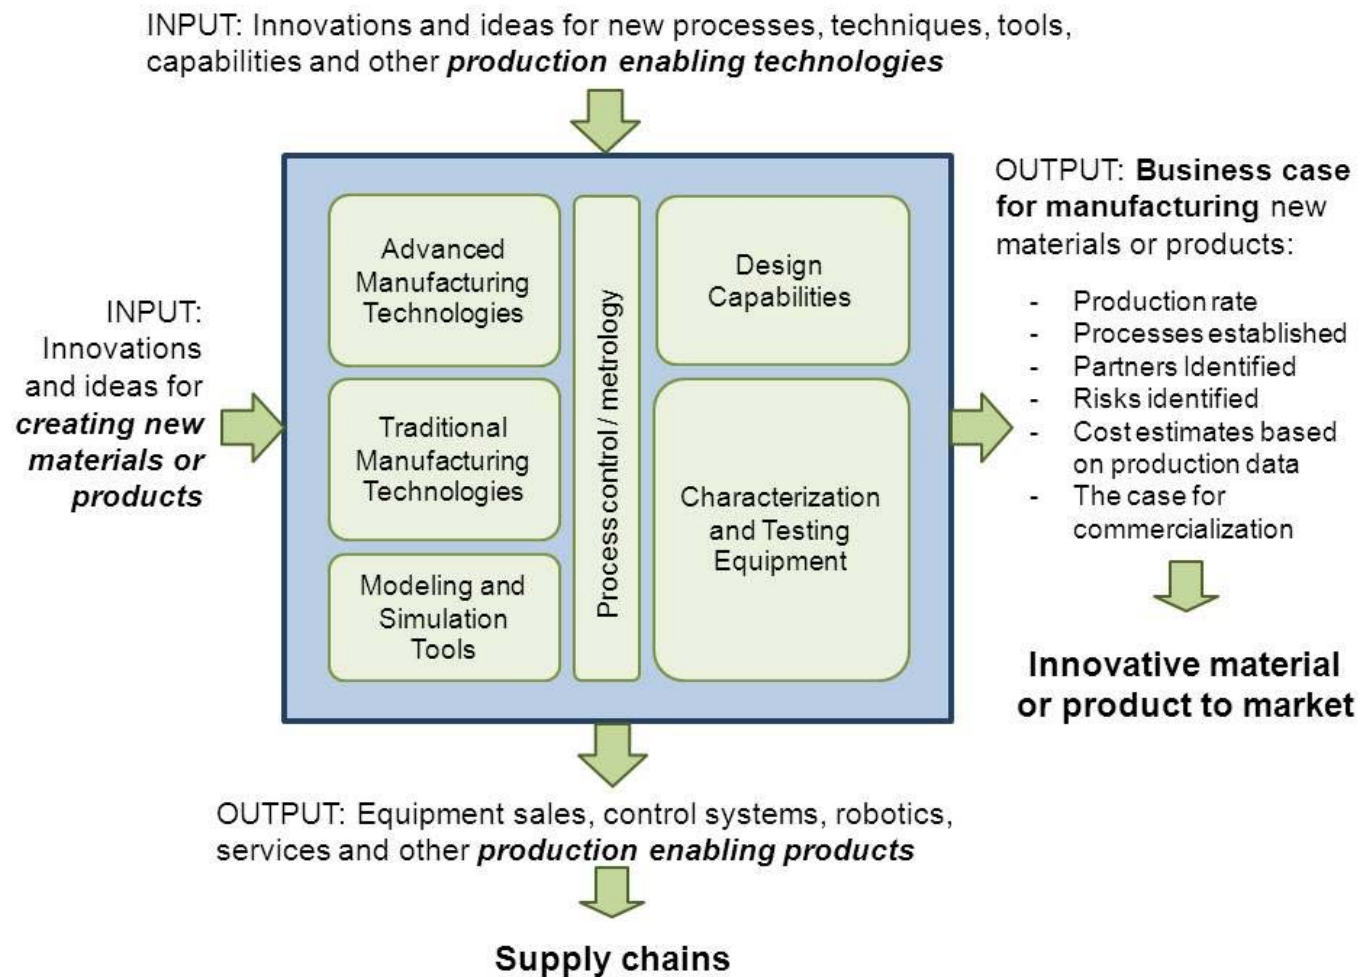 INPUT: Innovations and ideas for new processes, techniques, tools,
capabilities and other production enabling technologies
INPUT:
Innovations
and ideas for
creating new
materials or
products
Advanced
Manufacturing
Technologies
Traditional
Manufacturing
Technologies
Modeling and
Simulation
Tools
Process control / metrology
Design
Capabilities
Characterization
and Testing
Equipment
OUTPUT: Business case
for manufacturing new
materials or products:
- Production rate
- Processes established
- Partners Identified
- Risks identified
- Cost estimates based
on production data
- The case for
commercialization
Innovative material
or product to market
OUTPUT: Equipment sales, control systems, robotics,
services and other production enabling products
Supply chains